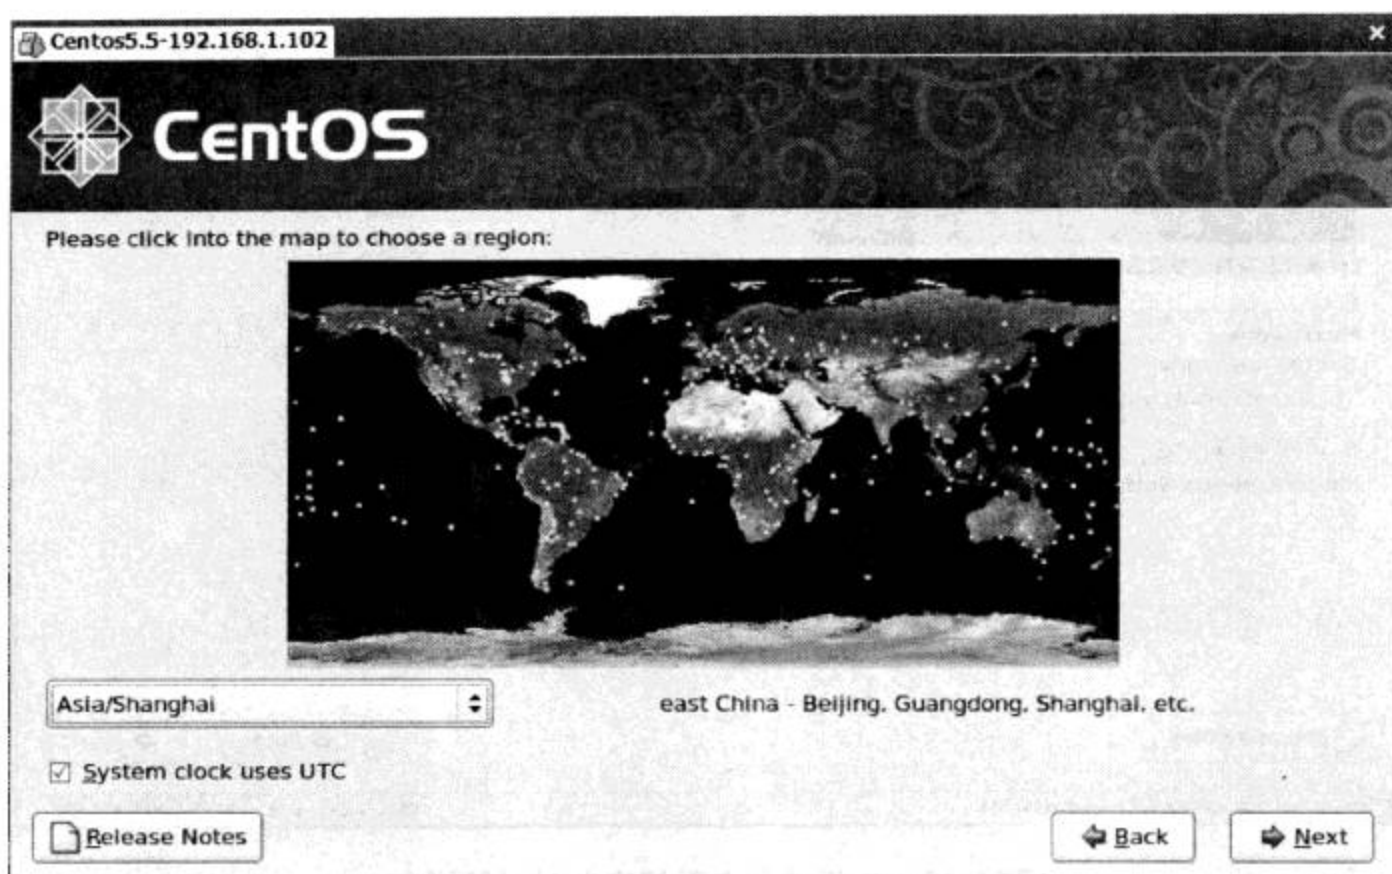 Centos5.5-192.168.1.102
CentOS
Please click into the map to choose a region:
Asia/Shanghai
east China - Beijing, Guangdong, Shanghai, etc.
System clock uses UTC
Release Notes
Back
Next